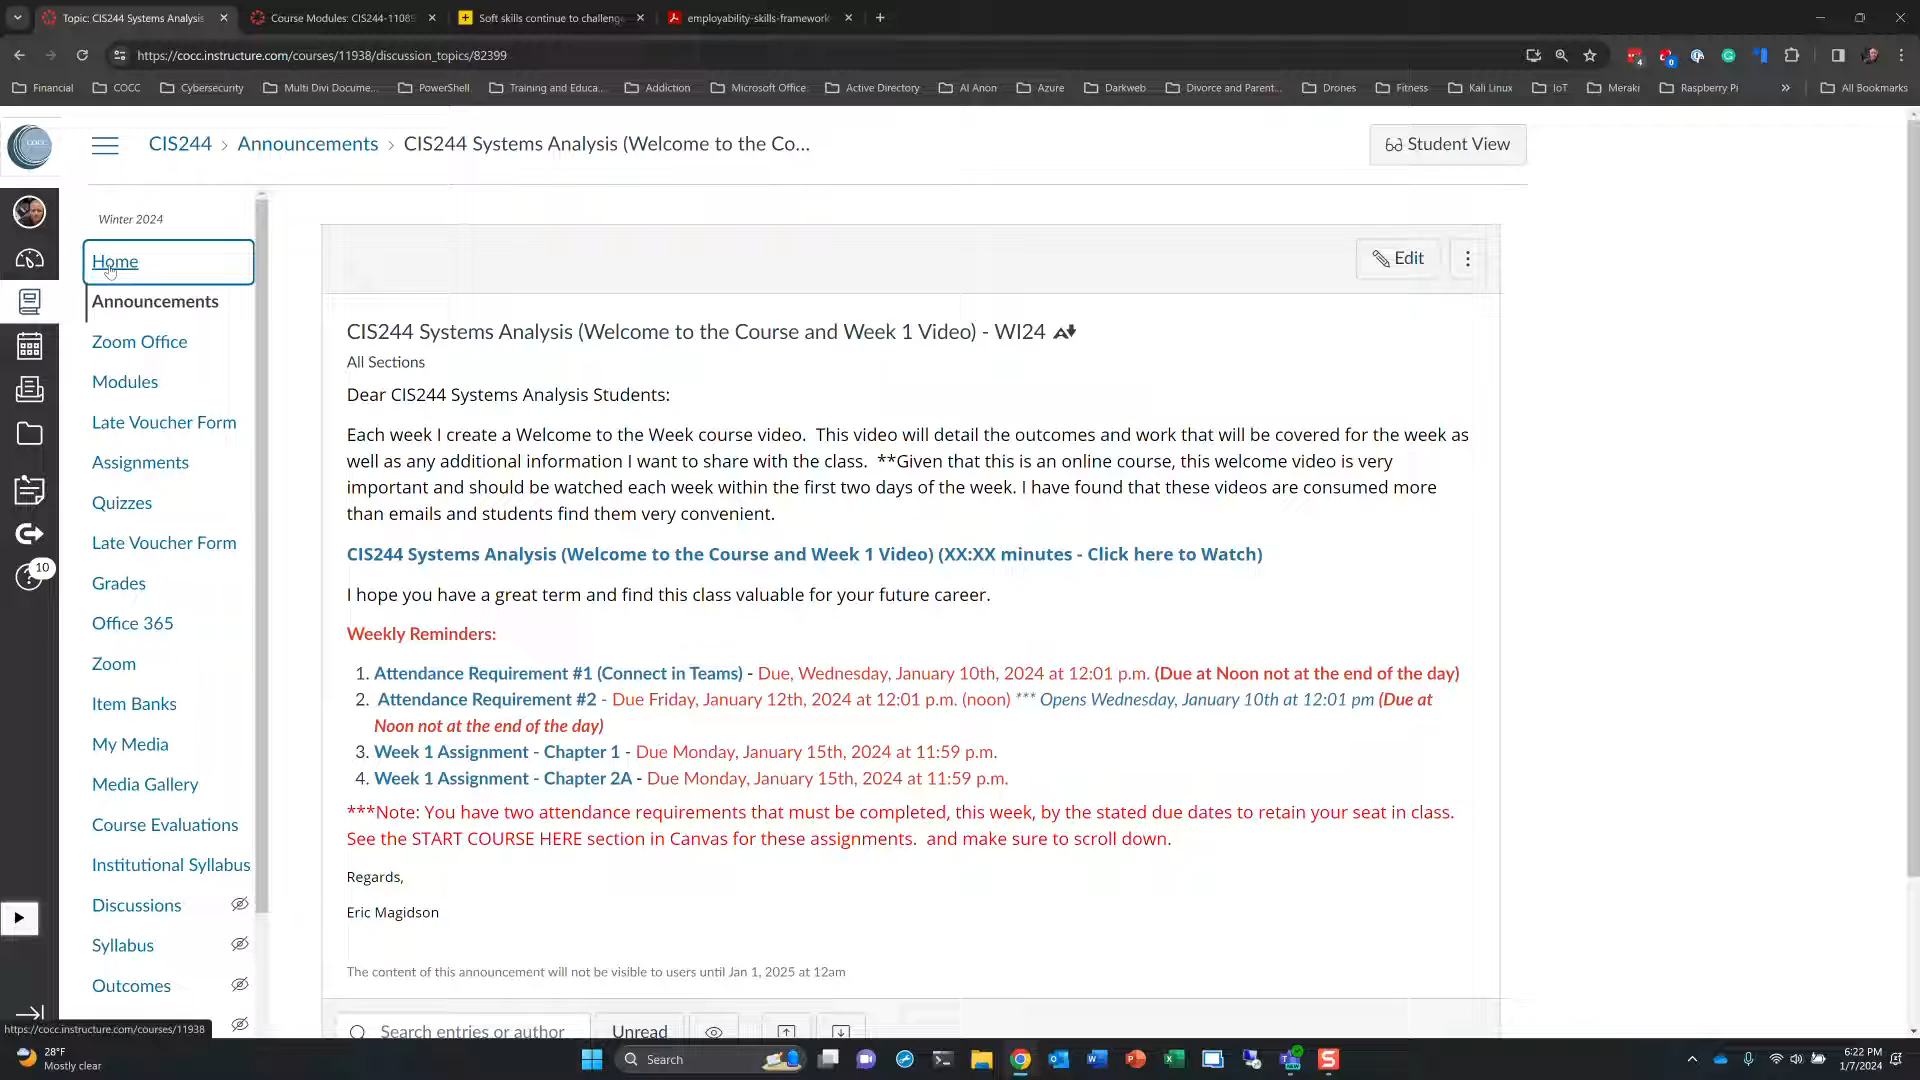 Topic: CIS244 Systems Analysis
Course Modules: CIS244-1108
Soft skills continue to challenge
employability-skills-framework
https://cocc.instructure.com/courses/11938/discussion_topics/82399
Financial
COCC
Cybersecurity
Multi Divi Docume...
PowerShell
Training and Educa...
Addiction
Microsoft Office
Active Directory
Al Anon
Azure
Darkweb
Divorce and Parent...
Drones
Fitness
Kali Linux
IoT
Meraki
Raspberry Pi
»
All Bookmarks
CIS244 › Announcements › CIS244 Systems Analysis (Welcome to the Co...
Student View
Winter 2024
Home
Announcements
Zoom Office
Modules
Late Voucher Form
Assignments
Quizzes
Late Voucher Form
Grades
Office 365
Zoom
Item Banks
My Media
Media Gallery
Course Evaluations
Institutional Syllabus
Discussions
Syllabus
Outcomes
10
Edit
CIS244 Systems Analysis (Welcome to the Course and Week 1 Video) - WI24
All Sections
Dear CIS244 Systems Analysis Students:
Each week I create a Welcome to the Week course video.  This video will detail the outcomes and work that will be covered for the week as
well as any additional information I want to share with the class.  **Given that this is an online course, this welcome video is very
important and should be watched each week within the first two days of the week. I have found that these videos are consumed more
than emails and students find them very convenient.
CIS244 Systems Analysis (Welcome to the Course and Week 1 Video) (XX:XX minutes - Click here to Watch)
I hope you have a great term and find this class valuable for your future career.
Weekly Reminders:
1. Attendance Requirement #1 (Connect in Teams) - Due, Wednesday, January 10th, 2024 at 12:01 p.m. (Due at Noon not at the end of the day)
2. Attendance Requirement #2 - Due Friday, January 12th, 2024 at 12:01 p.m. (noon) *** Opens Wednesday, January 10th at 12:01 pm (Due at
Noon not at the end of the day)
3. Week 1 Assignment - Chapter 1 - Due Monday, January 15th, 2024 at 11:59 p.m.
4. Week 1 Assignment - Chapter 2A - Due Monday, January 15th, 2024 at 11:59 p.m.
***Note: You have two attendance requirements that must be completed, this week, by the stated due dates to retain your seat in class.
See the START COURSE HERE section in Canvas for these assignments.  and make sure to scroll down.
Regards,
Eric Magidson
The content of this announcement will not be visible to users until Jan 1, 2025 at 12am
Search entries or author
Unread
https://cocc.instructure.com/courses/11938
28°F
Mostly clear
Search
6:22 PM
1/7/2024